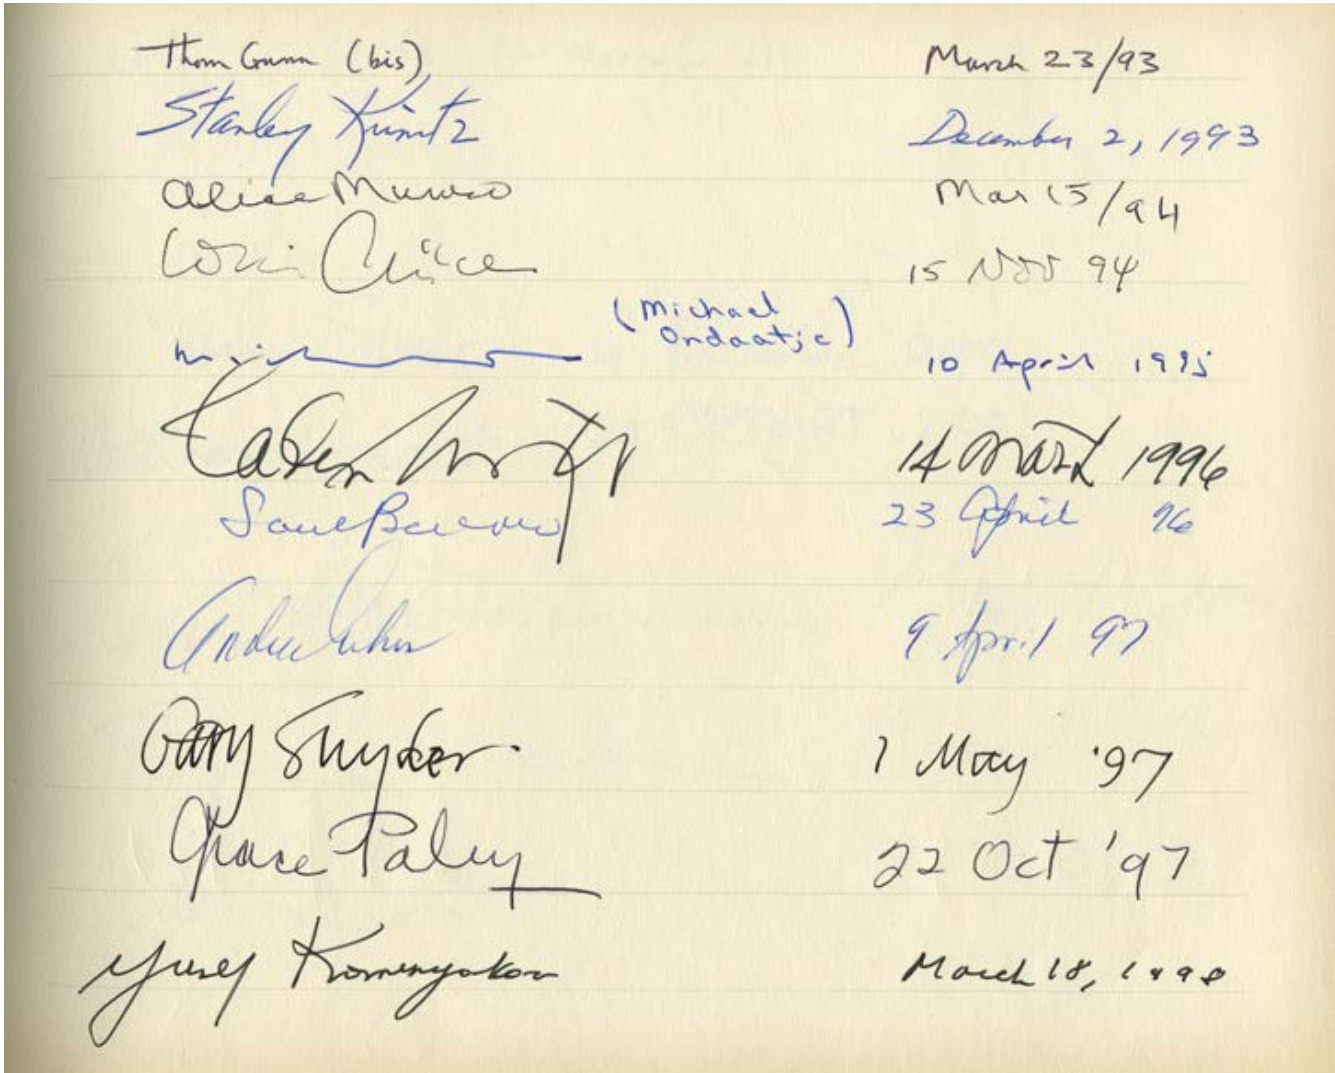 Thom Gunn (bis) March 23/93
Stanley Kunitz December 2, 1993
Alice Munro Mar 15/94
15 Nov 94
(Michael
Ondaatje)
10 April 1995
14 1996
Saul Bellow 23 April 96
9 April 97
Gary Snyder 1 May '97
Grace Paley 22 Oct '97
Yusef Komunyakaa March 18, 1998